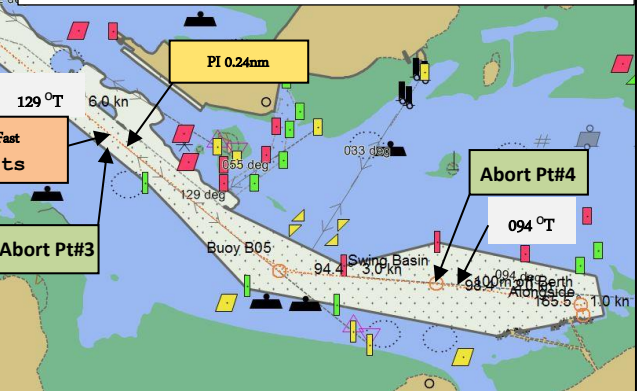 PI 0.24nm
129 ᴼT
6.0 kn
Fast
ts
033 deg
055 deg
129 deg
Abort Pt#4
094 ᴼT
Abort Pt#3
Buoy B05
Swing Basin
94.4
3.0 kn
094 deg
100m off Berth
Alongside
165.5
1.0 kn